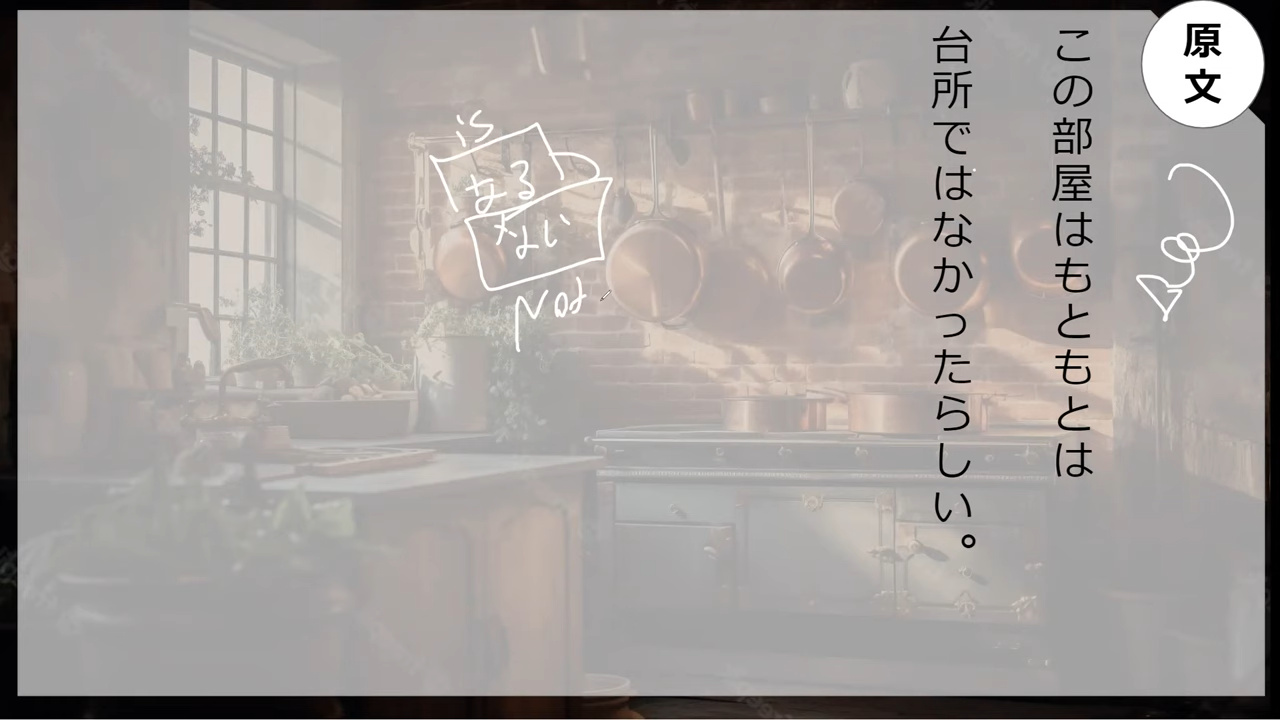 原文
この部屋はもともとは
台所ではなかったらしい。
is
なる
ない
Not